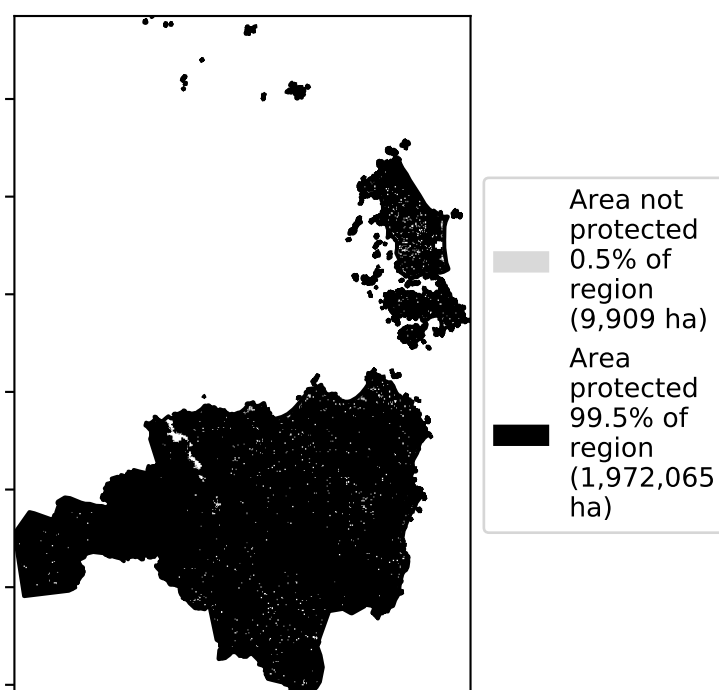 Area not
protected
0.5% of
region
(9,909 ha)
Area
protected
99.5% of
region
(1,972,065
ha)